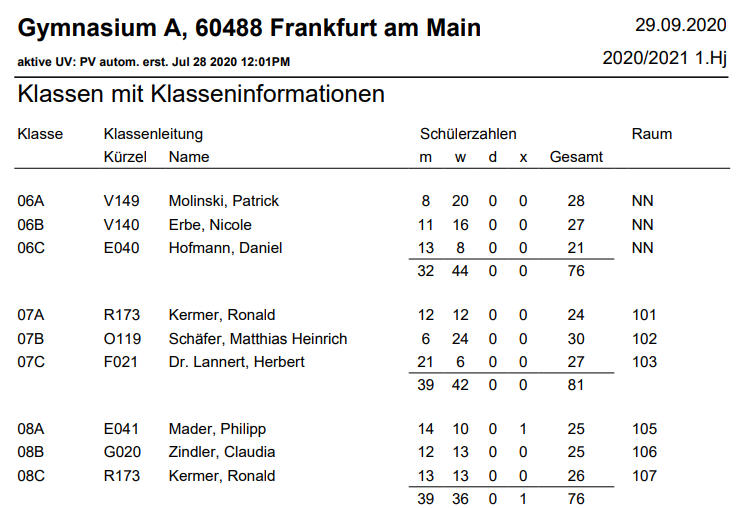 Gymnasium A, 60488 Frankfurt am Main 29.09.2020
aktive UV: PV autom. erst. Jul 28 2020 12:01PM 2020/2021 1.Hj
Klassen mit Klasseninformationen
Klasse Klassenleitung Schülerzahlen Raum
Kürzel Name m w d x Gesamt
06A V149 Molinski, Patrick 8 20 0 0 28 NN
06B V140 Erbe, Nicole 11 16 0 0 27 NN
06C E040 Hofmann, Daniel 13 8 0 0 21 NN
32 44 0 0 76
07A R173 Kermer, Ronald 12 12 0 0 24 101
07B O119 Schäfer, Matthias Heinrich 6 24 0 0 30 102
07C F021 Dr. Lannert, Herbert 21 6 0 0 27 103
39 42 0 0 81
08A E041 Mader, Philipp 14 10 0 1 25 105
08B G020 Zindler, Claudia 12 13 0 0 25 106
08C R173 Kermer, Ronald 13 13 0 0 26 107
39 36 0 1 76